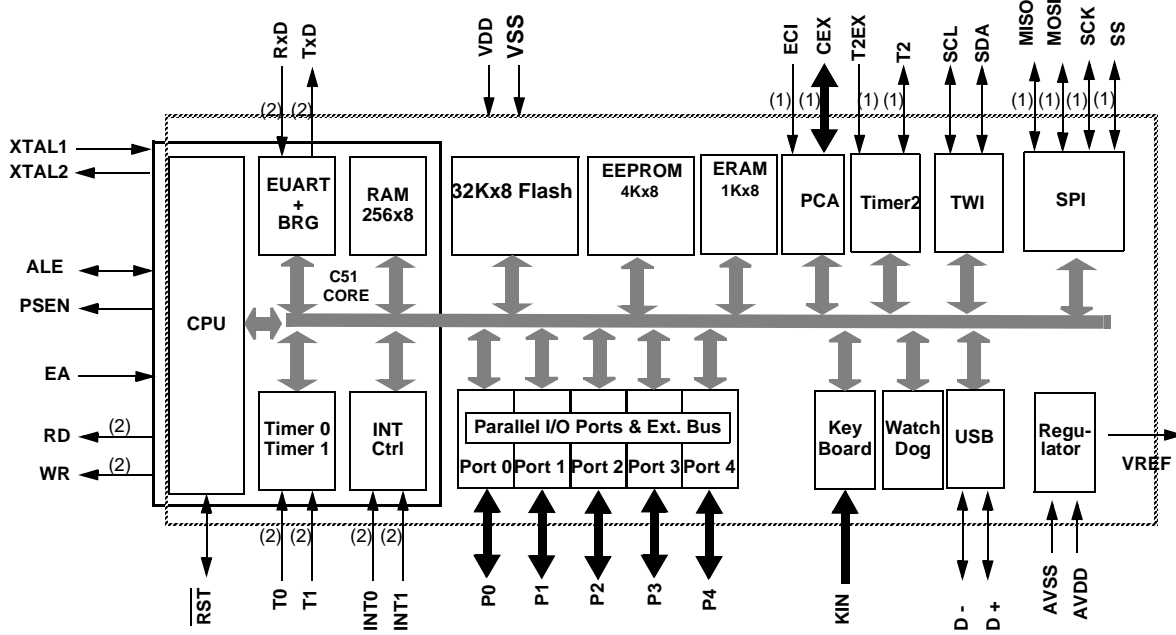 RxD
TxD
VDD
VSS
ECI
CEX
T2EX
T2
SCL
SDA
MISO
MOSI
SCK
SS
(2) (2)
(1) (1) (1) (1)
(1) (1) (1) (1)
XTAL1
XTAL2
ALE
PSEN
EA
RD (2)
WR (2)
CPU
EUART
+
BRG
RAM
256x8
C51
CORE
32Kx8 Flash
EEPROM
4Kx8
ERAM
1Kx8
PCA
Timer2
TWI
SPI
Timer 0
Timer 1
INT
Ctrl
Parallel I/O Ports & Ext. Bus
Port 0
Port 1
Port 2
Port 3
Port 4
Key
Board
Watch
Dog
USB
Regu-
lator
VREF
(2) (2) (2) (2)
RST
T0
T1
INT0
INT1
P0
P1
P2
P3
P4
KIN
D -
D +
AVSS
AVDD